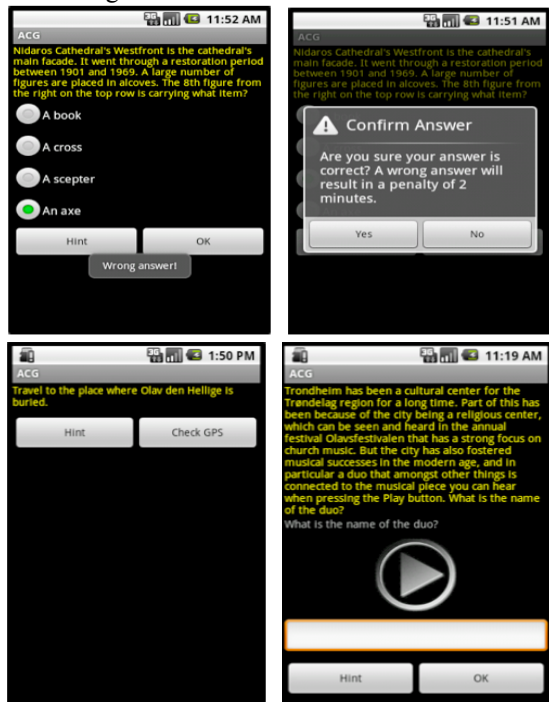 11:52 AM
ACG
Nidaros Cathedral's Westfront is the cathedral's
main facade. It went through a restoration period
between 1901 and 1969. A large number of
figures are placed in alcoves. The 8th figure from
the right on the top row is carrying what item?
A book
A cross
A scepter
An axe
Hint
OK
Wrong answer!
11:51 AM
ACG
Nidaros Cathedral's Westfront is the cathedral's
main facade. It went through a restoration period
between 1901 and 1969. A large number of
figures are placed in alcoves. The 8th figure from
the right on the top row is carrying what item?
Confirm Answer
Are you sure your answer is
correct? A wrong answer will
result in a penalty of 2
minutes.
Yes
No
1:50 PM
ACG
Travel to the place where Olav den Hellige is
buried.
Hint
Check GPS
11:19 AM
ACG
Trondheim has been a cultural center for the
Trøndelag region for a long time. Part of this has
been because of the city being a religious center,
which can be seen and heard in the annual
festival Olavsfestivalen that has a strong focus on
church music. But the city has also fostered
musical successes in the modern age, and in
particular a duo that amongst other things is
connected to the musical piece you can hear
when pressing the Play button. What is the name
of the duo?
What is the name of the duo?
Hint
OK